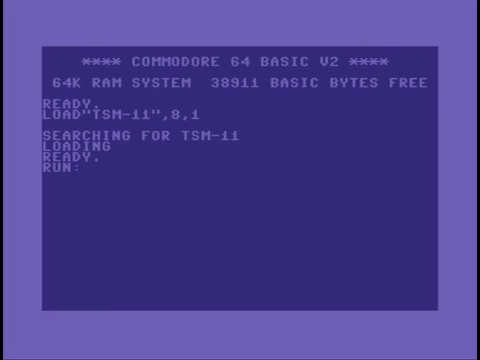 **** COMMODORE 64 BASIC V2 ****
64K RAM SYSTEM 38911 BASIC BYTES FREE
READY.
LOAD"TSM-11",8,1
SEARCHING FOR TSM-11
LOADING
READY.
RUN: